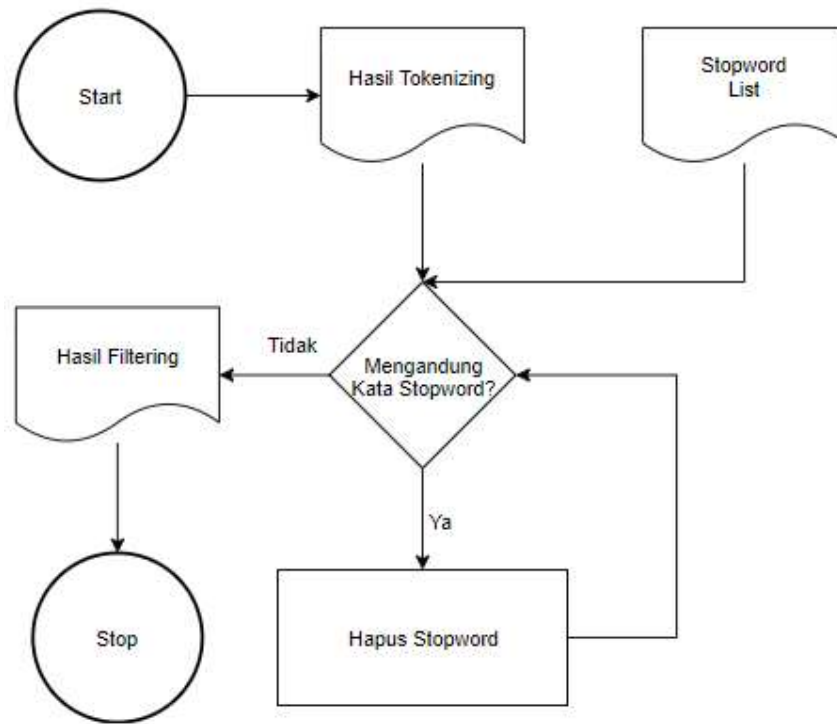 Start
Hasil Tokenizing
Stopword
List
Hasil Filtering
Tidak
Mengandung
Kata Stopword?
Ya
Stop
Hapus Stopword